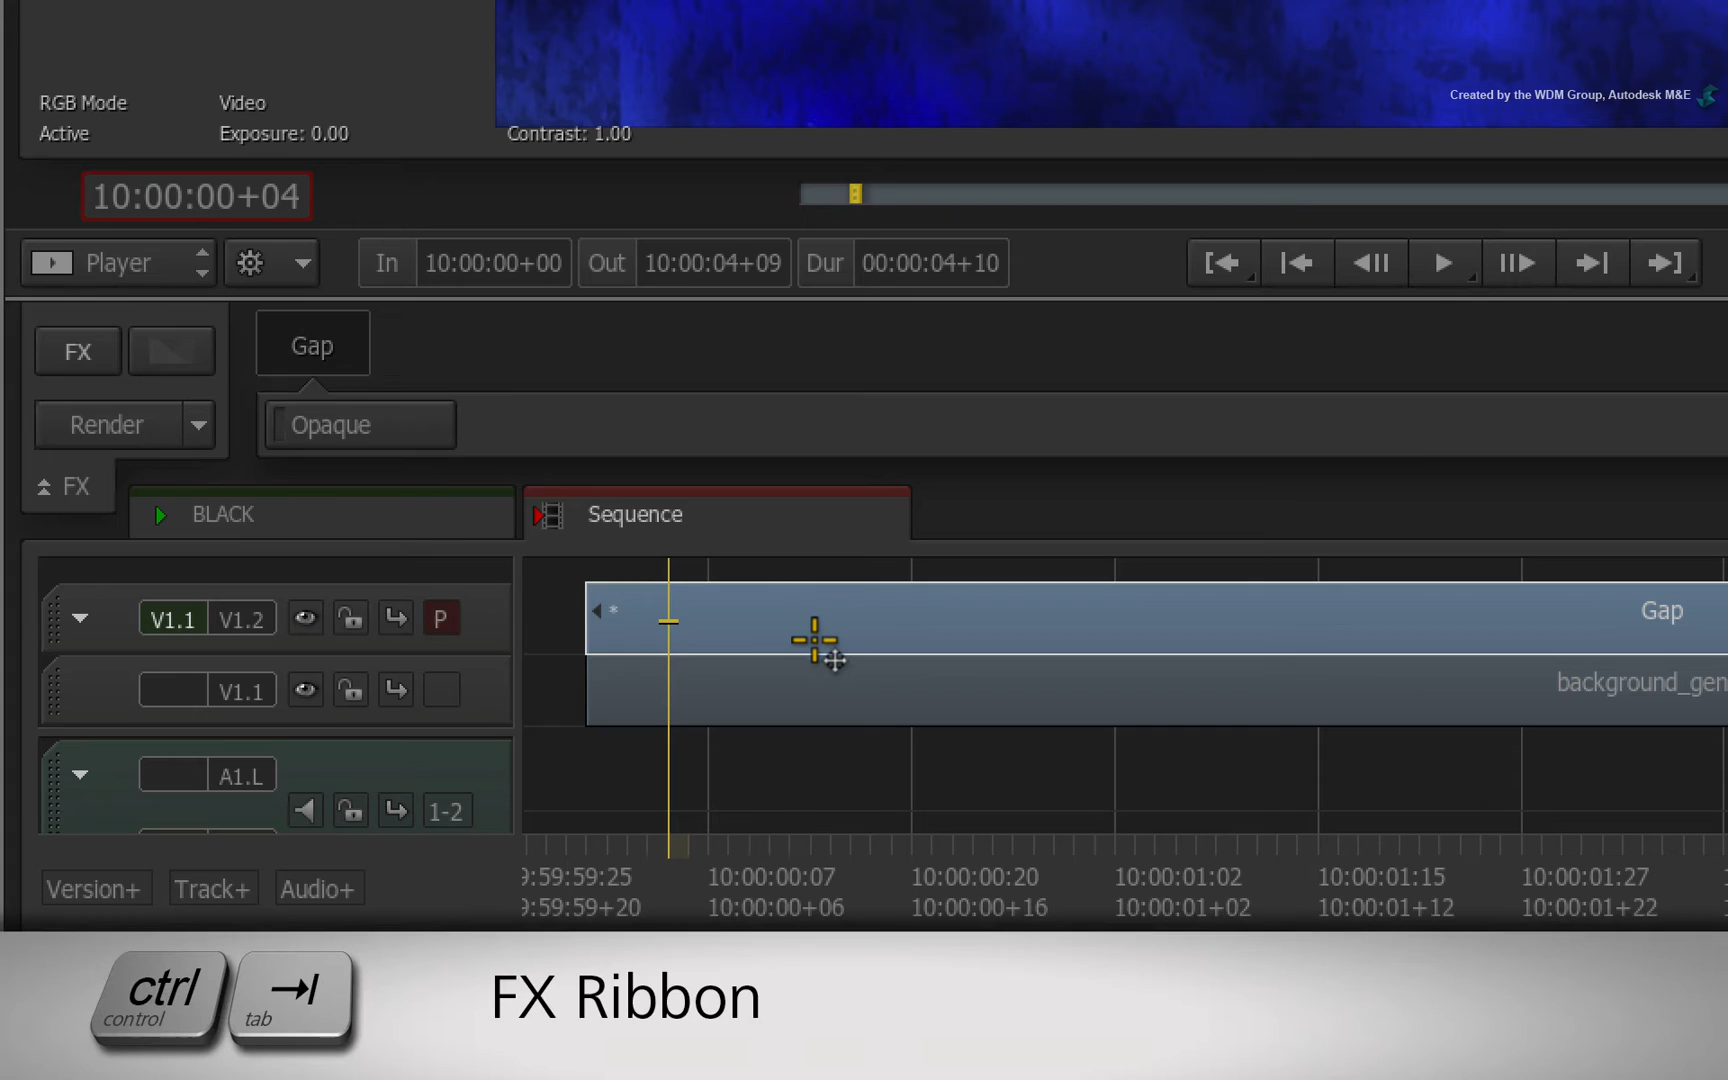 Created by the WDM Group, Autodesk M&E
RGB Mode Video
Active Exposure: 0.00 Contrast: 1.00
10:00:00+04
Player In 10:00:00+00 Out 10:00:04+09 Dur 00:00:04+10
FX Gap
Render Opaque
FX
BLACK Sequence
V1.1 V1.2 P * Gap
V1.1 background_gen
A1.L
1-2
9:59:59:25 10:00:00:07 10:00:00:20 10:00:01:02 10:00:01:15 10:00:01:27
9:59:59+20 10:00:00+06 10:00:00+16 10:00:01+02 10:00:01+12 10:00:01+22
Version+ Track+ Audio+
ctrl
control
tab
FX Ribbon